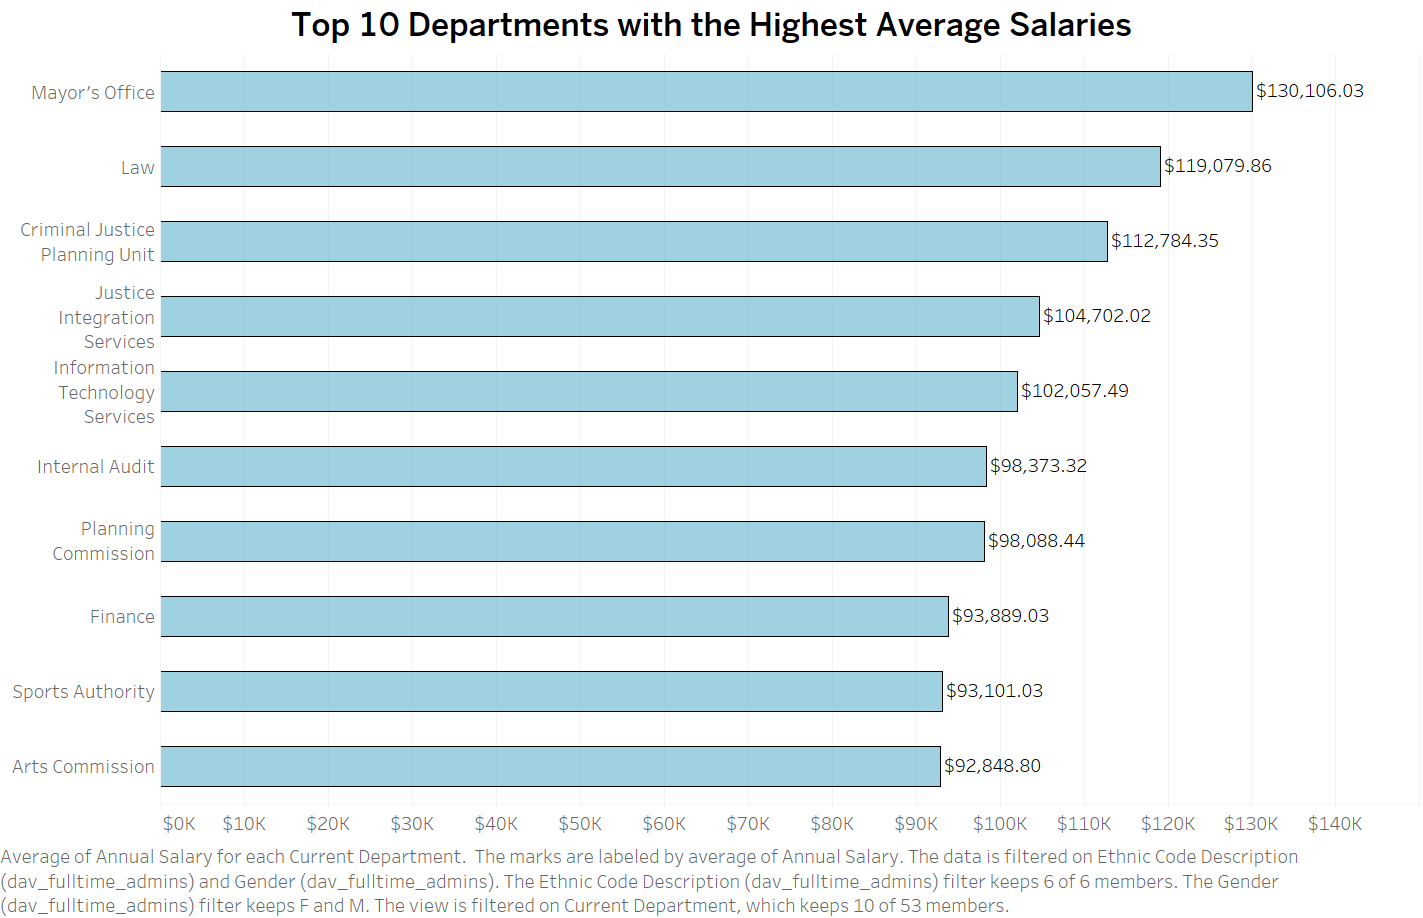 Top 10 Departments with the Highest Average Salaries
Mayor’s Office
$130,106.03
Law
$119,079.86
Criminal Justice
Planning Unit
$112,784.35
Justice
Integration
Services
$104,702.02
Information
Technology
Services
$102,057.49
Internal Audit
$98,373.32
Planning
Commission
$98,088.44
Finance
$93,889.03
Sports Authority
$93,101.03
Arts Commission
$92,848.80
$0K $10K $20K $30K $40K $50K $60K $70K $80K $90K $100K $110K $120K $130K $140K
Average of Annual Salary for each Current Department.  The marks are labeled by average of Annual Salary. The data is filtered on Ethnic Code Description
(dav_fulltime_admins) and Gender (dav_fulltime_admins). The Ethnic Code Description (dav_fulltime_admins) filter keeps 6 of 6 members. The Gender
(dav_fulltime_admins) filter keeps F and M. The view is filtered on Current Department, which keeps 10 of 53 members.